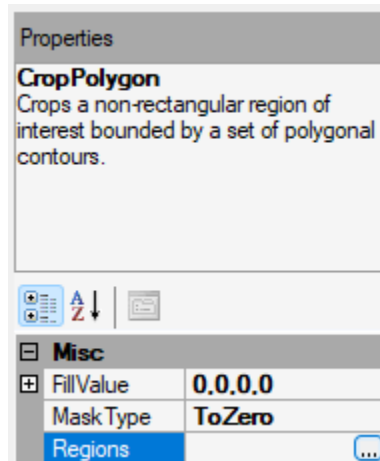 Properties
CropPolygon
Crops a non-rectangular region of
interest bounded by a set of polygonal
contours.
A
Z
Misc
FillValue 0,0,0,0
MaskType ToZero
Regions ...